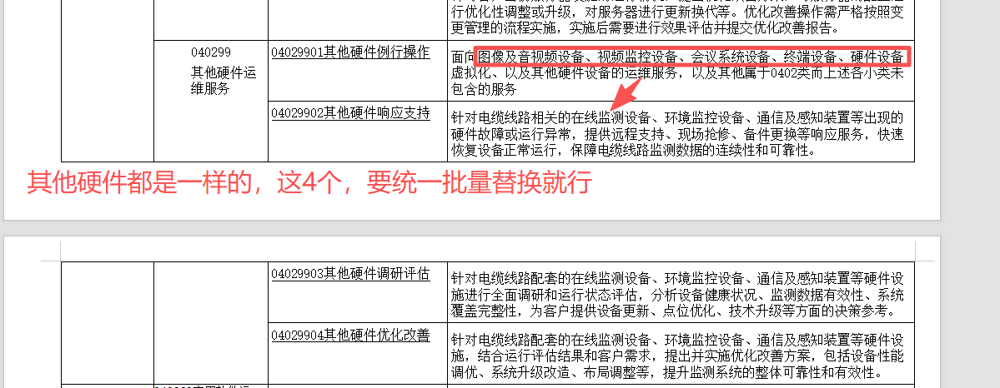 行优化性调整或升级，对服务器进行更新换代等。优化改善操作需严格按照变
更管理的流程实施，实施后需要进行效果评估并提交优化改善报告。
040299
其他硬件运
维服务
04029901其他硬件例行操作
面向图像及音视频设备、视频监控设备、会议系统设备、终端设备、硬件设备
虚拟化、以及其他硬件设备的运维服务，以及其他属于0402类而上述各小类未
包含的服务
04029902其他硬件响应支持
针对电缆线路相关的在线监测设备、环境监控设备、通信及感知装置等出现的
硬件故障或运行异常，提供远程支持、现场抢修、备件更换等响应服务，快速
恢复设备正常运行，保障电缆线路监测数据的连续性和可靠性。
其他硬件都是一样的，这4个，要统一批量替换就行
04029903其他硬件调研评估
针对电缆线路配套的在线监测设备、环境监控设备、通信及感知装置等硬件设
施进行全面调研和运行状态评估，分析设备健康状况、监测数据有效性、系统
覆盖完整性，为客户提供设备更新、点位优化、技术升级等方面的决策参考。
04029904其他硬件优化改善
针对电缆线路配套的在线监测设备、环境监控设备、通信及感知装置等硬件设
施，结合运行评估结果和客户需求，提出并实施优化改善方案，包括设备性能
调优、系统升级改造、布局调整等，提升监测系统的整体可靠性和有效性。